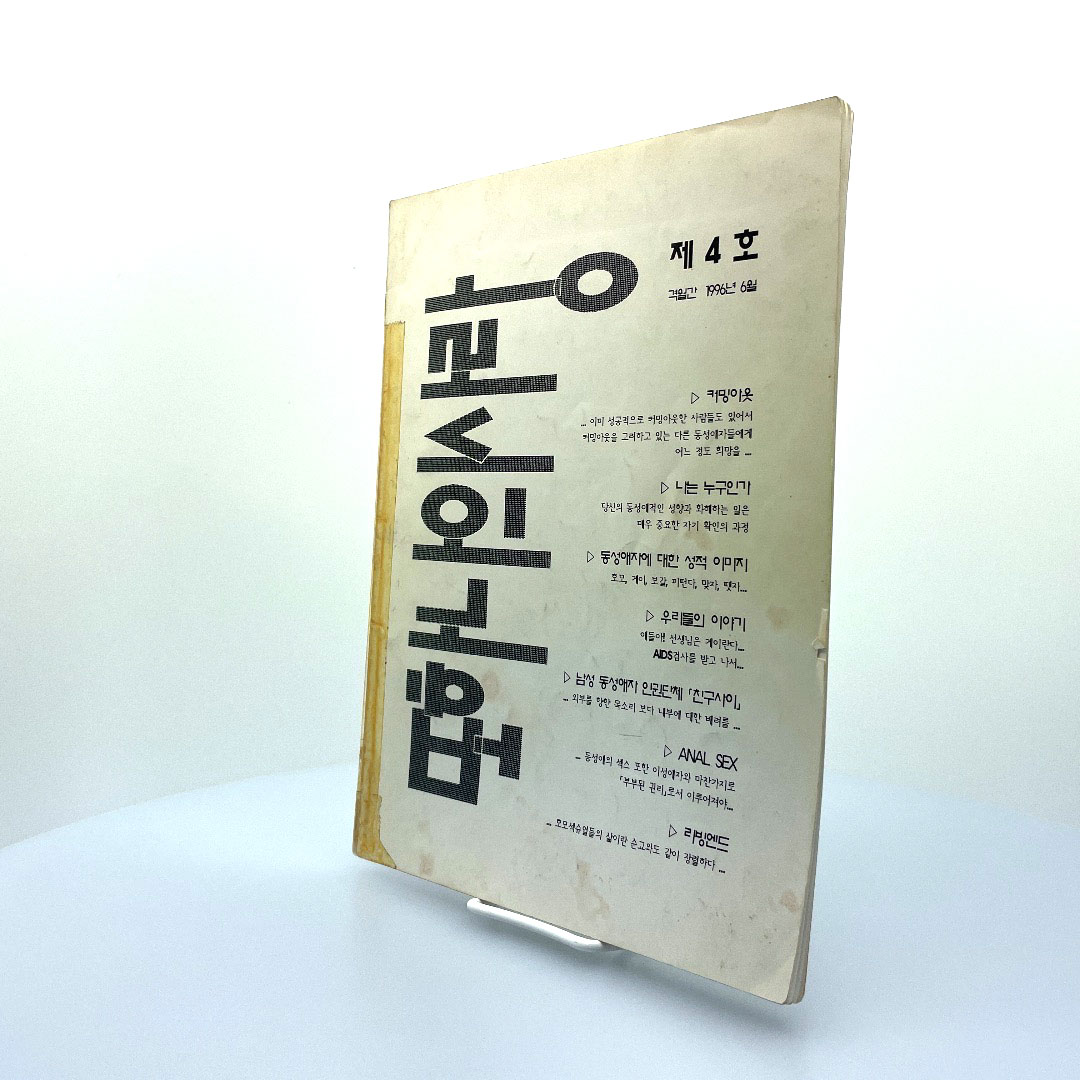 제 4 호
격월간 1996년 6월
▷ 커밍아웃
... 이미 성공적으로 커밍아웃한 사람들도 있어서
커밍아웃을 고려하고 있는 다른 동성애자들에게
어느 정도 희망을 ...
▷ 나는 누구인가
당신의 동성애적인 성향과 화해하는 일은
매우 중요한 자기 확인의 과정
▷ 동성애자에 대한 성적 이미지
호모, 게이, 보갈,
▷ 우리들의 이야기
애들아! 선생님은 게이란다...
AIDS검사를 받고 나서...
▷ 남성 동성애자 인권단체 「친구사이」
... 외부를 향한 목소리 보다 내부에 대한 배려를 ...
▷ ANAL SEX
... 동성애의 섹스 또한 이성애자와 마찬가지로
「부부된 권리」로서 이루어져야...
▷ 리빙엔드
... 호모섹슈얼들의 삶이란 순교와도 같이 강렬하다 ...